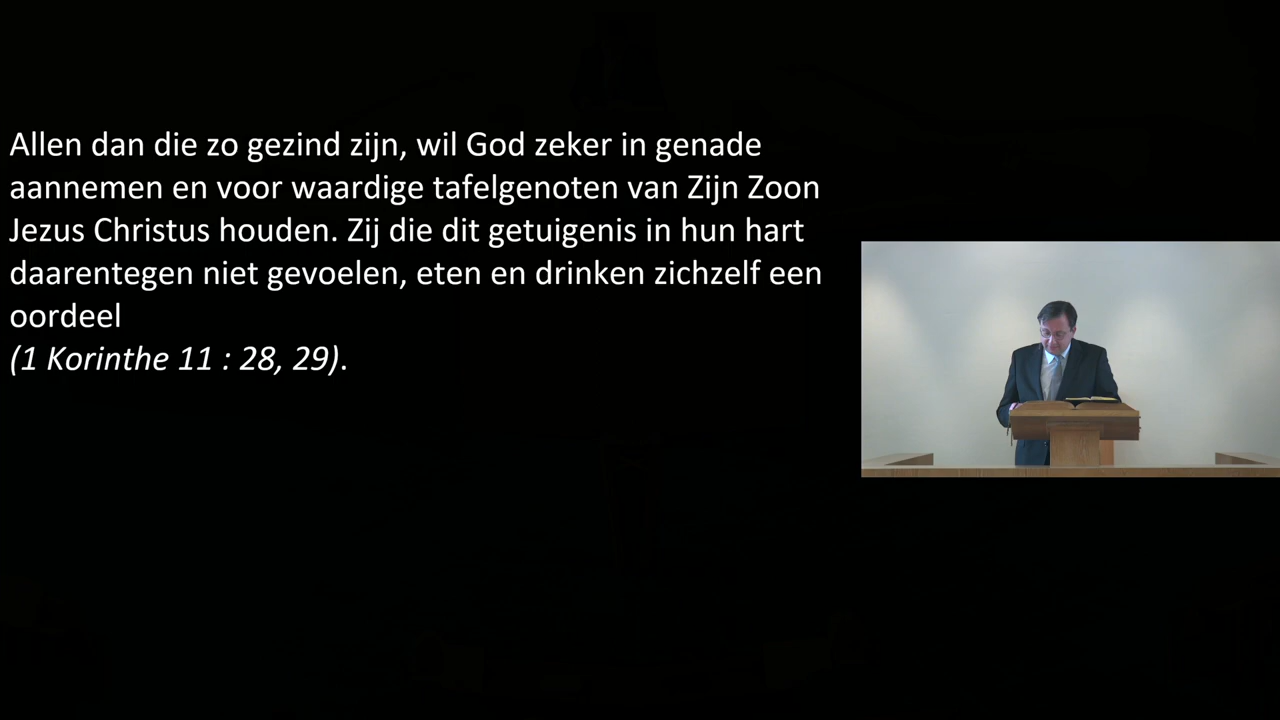 Allen dan die zo gezind zijn, wil God zeker in genade
aannemen en voor waardige tafelgenoten van Zijn Zoon
Jezus Christus houden. Zij die dit getuigenis in hun hart
daarentegen niet gevoelen, eten en drinken zichzelf een
oordeel
(1 Korinthe 11 : 28, 29).